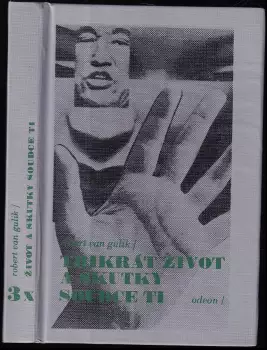 robert van gulik /
TŘIKRÁT ŽIVOT
A SKUTKY
SOUDCE TI
odeon /
robert van gulik /
ŽIVOT A SKUTKY SOUDCE TI
3x